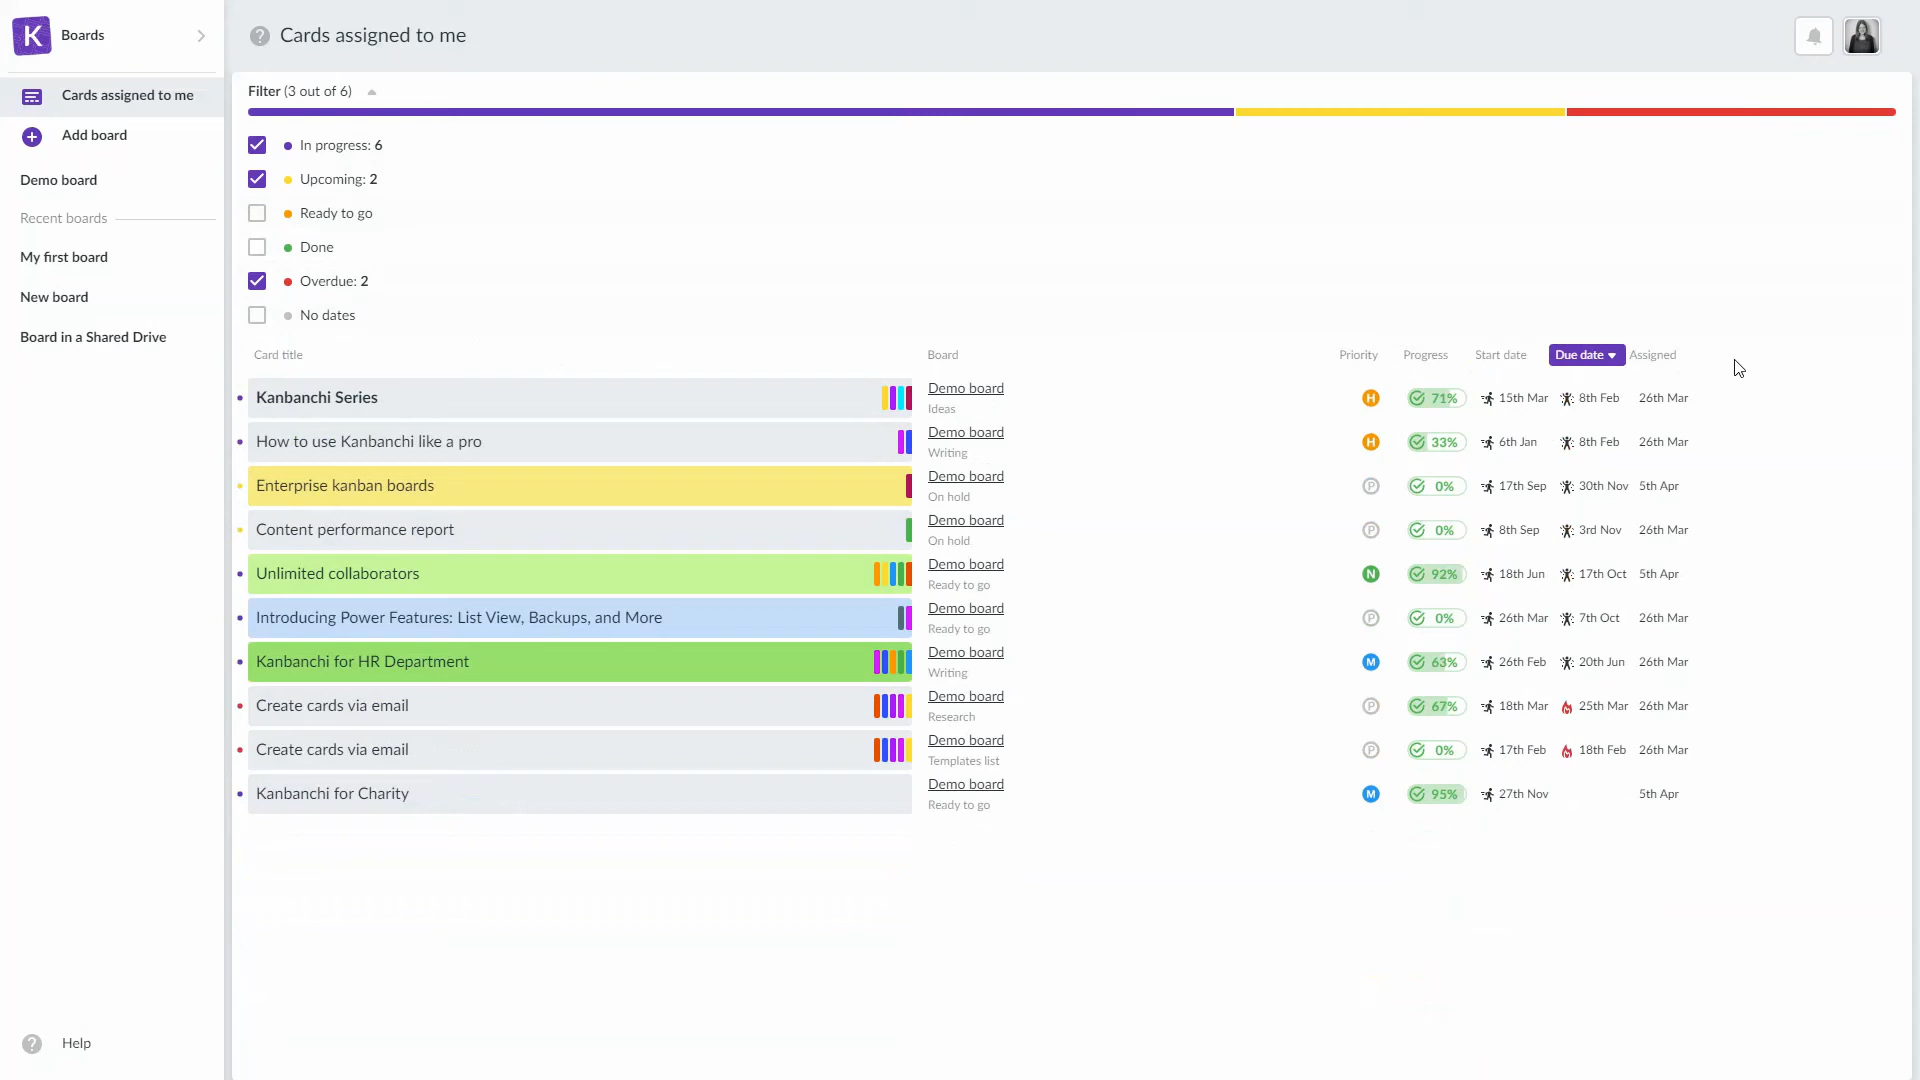 K Boards
Cards assigned to me
Add board
Demo board
Recent boards
My first board
New board
Board in a Shared Drive
? Help
? Cards assigned to me
Filter (3 out of 6)
In progress: 6
Upcoming: 2
Ready to go
Done
Overdue: 2
No dates
Card title Board Priority Progress Start date Due date Assigned
Kanbanchi Series Demo board H 71% 15th Mar 8th Feb 26th Mar
Ideas
How to use Kanbanchi like a pro Demo board H 33% 6th Jan 8th Feb 26th Mar
Writing
Enterprise kanban boards Demo board P 0% 17th Sep 30th Nov 5th Apr
On hold
Content performance report Demo board P 0% 8th Sep 3rd Nov 26th Mar
On hold
Unlimited collaborators Demo board N 92% 18th Jun 17th Oct 5th Apr
Ready to go
Introducing Power Features: List View, Backups, and More Demo board P 0% 26th Mar 7th Oct 26th Mar
Ready to go
Kanbanchi for HR Department Demo board M 63% 26th Feb 20th Jun 26th Mar
Writing
Create cards via email Demo board P 67% 18th Mar 25th Mar 26th Mar
Research
Create cards via email Demo board P 0% 17th Feb 18th Feb 26th Mar
Templates list
Kanbanchi for Charity Demo board M 95% 27th Nov 5th Apr
Ready to go